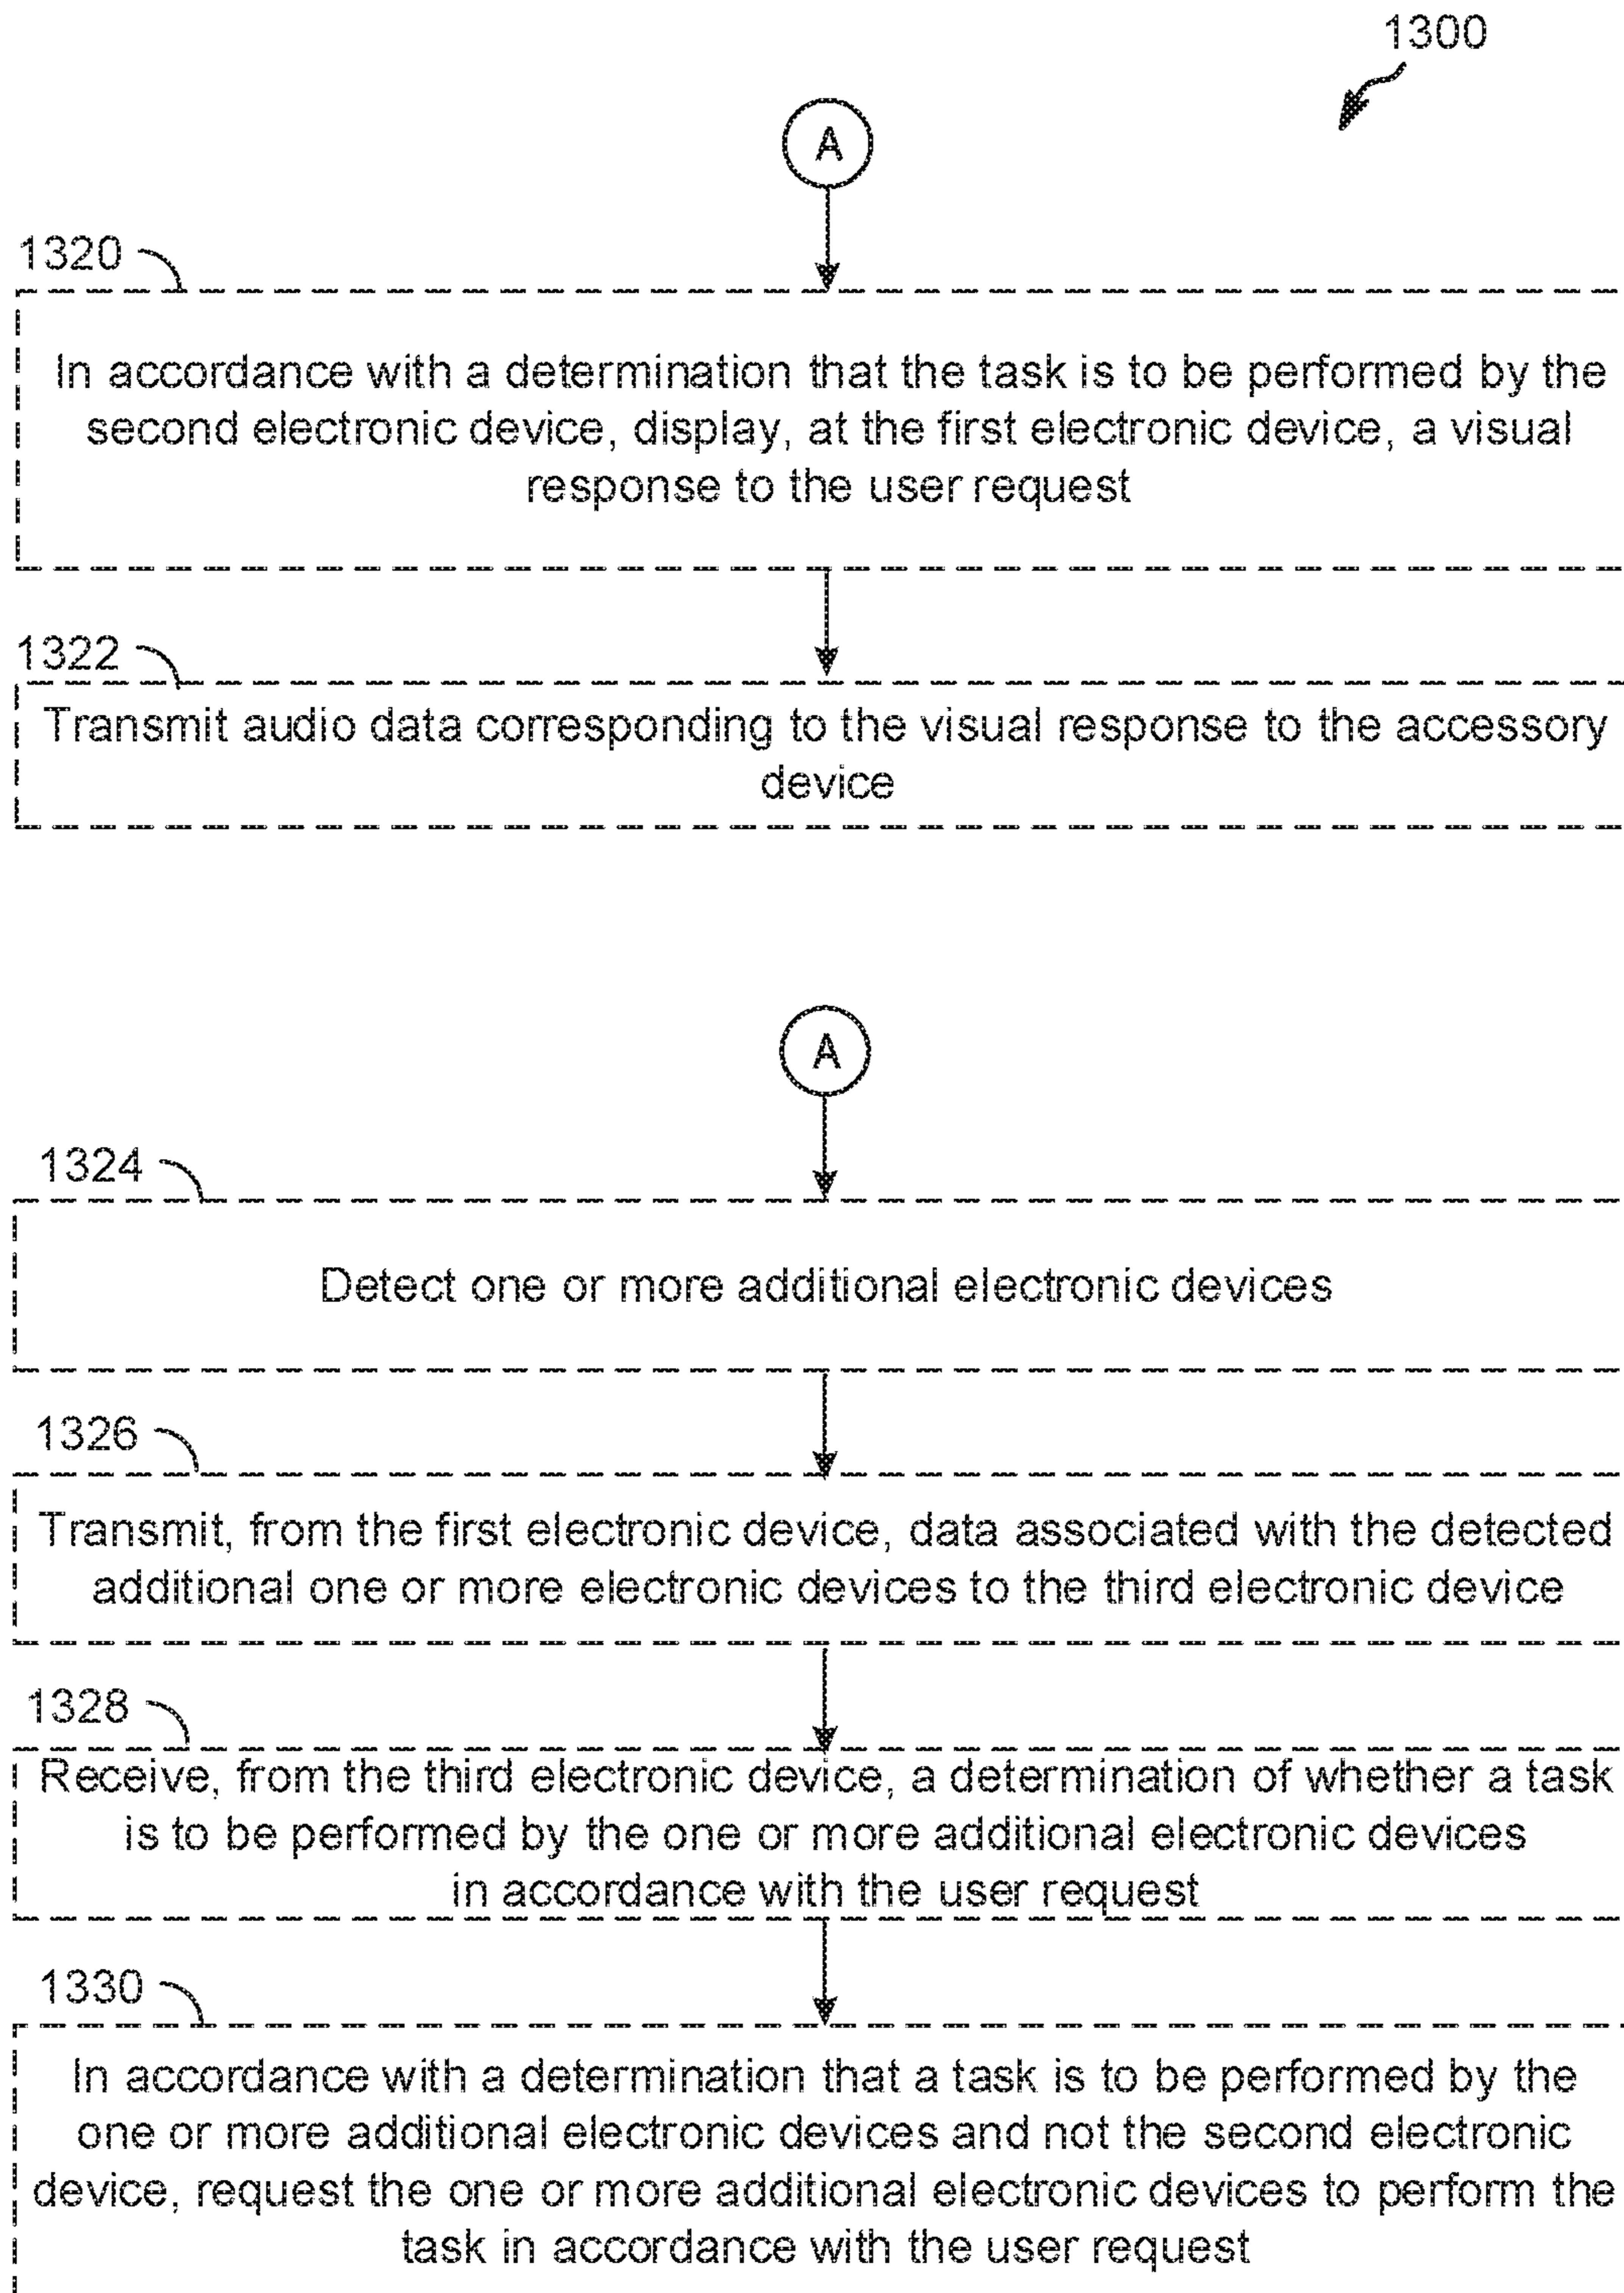 1300
A
1320
In accordance with a determination that the task is to be performed by the
second electronic device, display, at the first electronic device, a visual
response to the user request
1322
Transmit audio data corresponding to the visual response to the accessory
device
A
1324
Detect one or more additional electronic devices
1326
Transmit, from the first electronic device, data associated with the detected
additional one or more electronic devices to the third electronic device
1328
Receive, from the third electronic device, a determination of whether a task
is to be performed by the one or more additional electronic devices
in accordance with the user request
1330
In accordance with a determination that a task is to be performed by the
one or more additional electronic devices and not the second electronic
device, request the one or more additional electronic devices to perform the
task in accordance with the user request